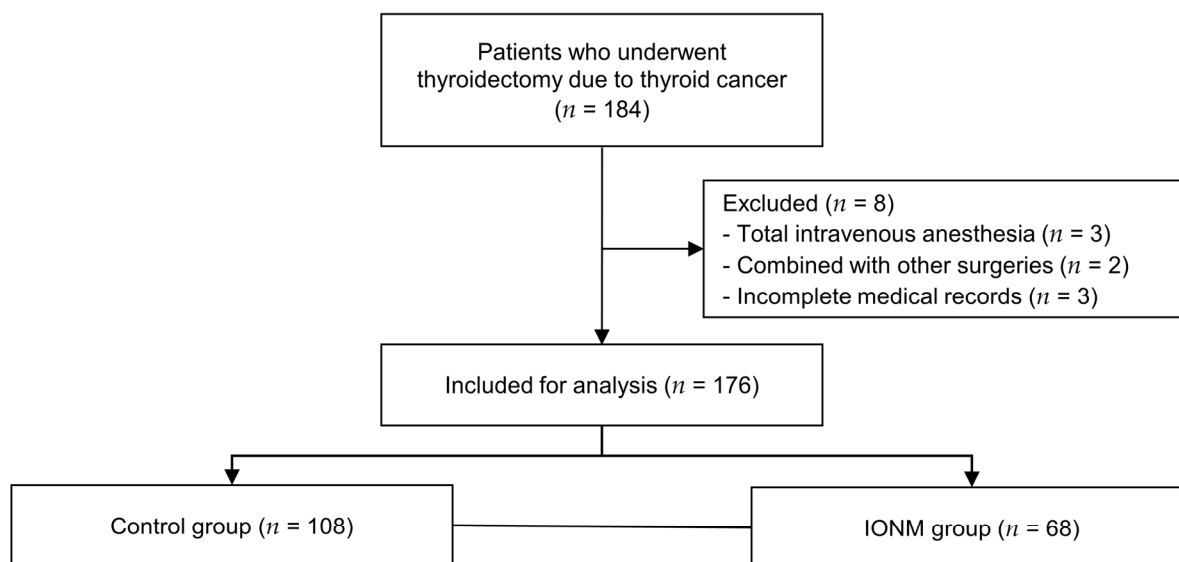 Patients who underwent
thyroidectomy due to thyroid cancer
(n = 184)
Excluded (n = 8)
- Total intravenous anesthesia (n = 3)
- Combined with other surgeries (n = 2)
- Incomplete medical records (n = 3)
Included for analysis (n = 176)
Control group (n = 108)
IONM group (n = 68)